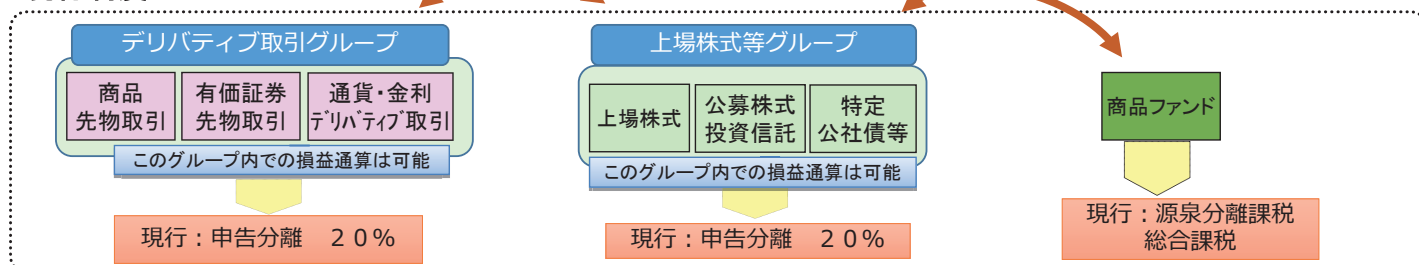 デリバティブ取引グループ
商品
先物取引
有価証券
先物取引
通貨・金利
ﾃﾞﾘﾊﾞﾃｨﾌﾞ取引
このグループ内での損益通算は可能
現行：申告分離　２０％
上場株式等グループ
上場株式
公募株式
投資信託
特定
公社債等
このグループ内での損益通算は可能
現行：申告分離　２０％
商品ファンド
現行：源泉分離課税
総合課税